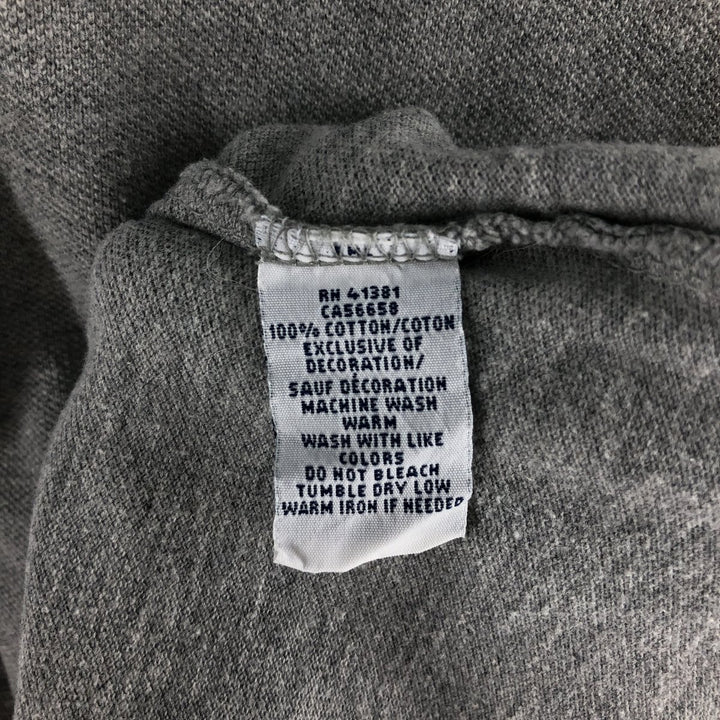 RN 41381
CA56658
100% COTTON/COTON
EXCLUSIVE OF
DECORATION/
SAUF DÉCORATION
MACHINE WASH
WARM
WASH WITH LIKE
COLORS
DO NOT BLEACH
TUMBLE DRY LOW
WARM IRON IF NEEDED